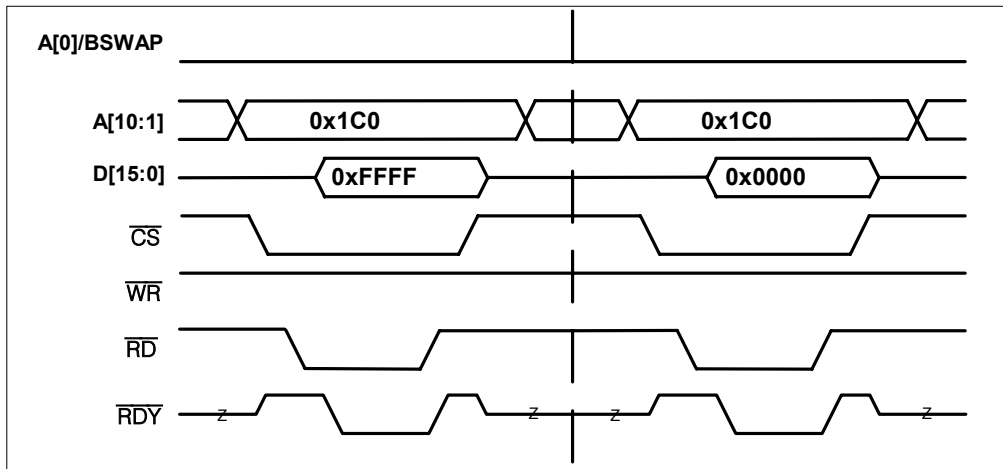 A[0]/BSWAP
A[10:1] 0x1C0 0x1C0
D[15:0] 0xFFFF 0x0000
CS
WR
RD
RDY Z Z Z Z